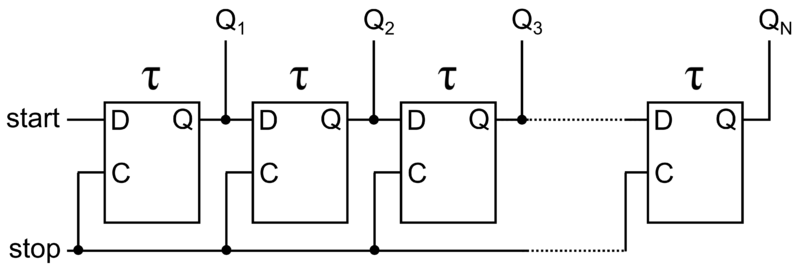 Q1 Q2 Q3 QN
τ τ τ τ
start D Q D Q D Q D Q
C C C C
stop